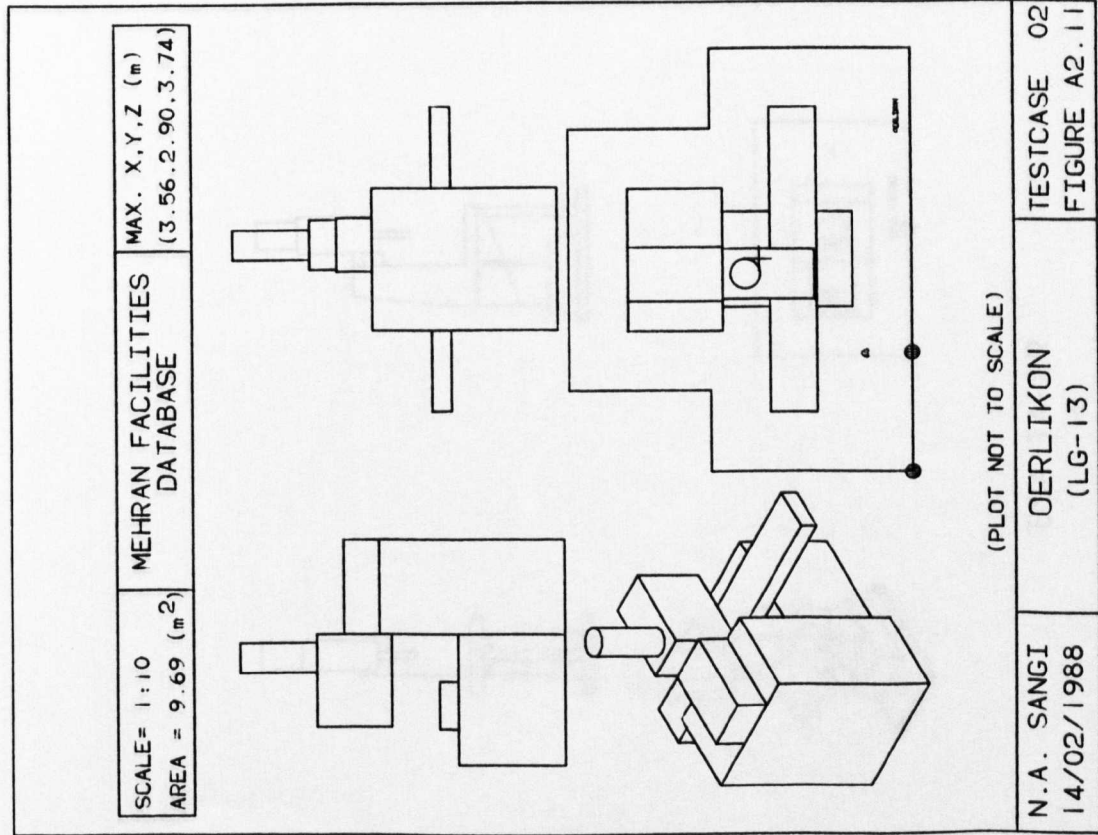 SCALE= 1:10
AREA = 9.69 (m2)
MEHRAN FACILITIES
DATABASE
MAX. X,Y,Z (m)
(3.56,2.90,3.74)
(PLOT NOT TO SCALE)
N.A. SANGI
14/02/1988
OERLIKON
(LG-13)
TESTCASE 02
FIGURE A2.11